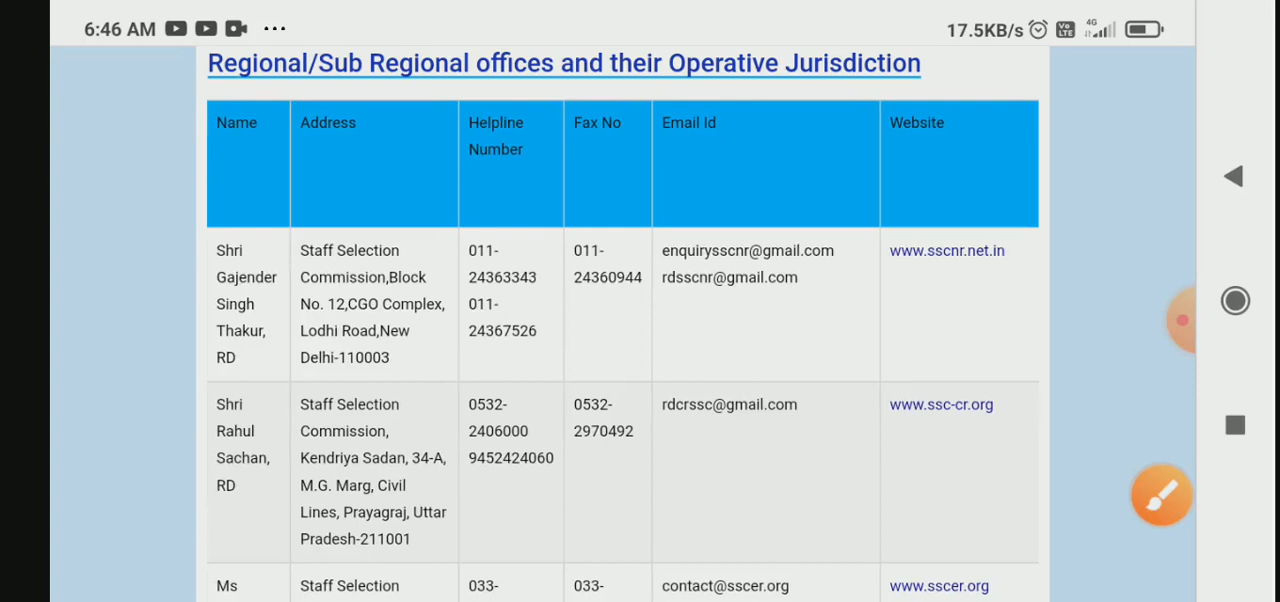 6:46 AM
17.5KB/s
4G
Vo
LTE
Regional/Sub Regional offices and their Operative Jurisdiction
Name
Address
Helpline
Number
Fax No
Email Id
Website
Shri
Gajender
Singh
Thakur,
RD
Staff Selection
Commission,Block
No. 12,CGO Complex,
Lodhi Road,New
Delhi-110003
011-
24363343
011-
24367526
011-
24360944
enquirysscnr@gmail.com
rdsscnr@gmail.com
www.sscnr.net.in
Shri
Rahul
Sachan,
RD
Staff Selection
Commission,
Kendriya Sadan, 34-A,
M.G. Marg, Civil
Lines, Prayagraj, Uttar
Pradesh-211001
0532-
2406000
9452424060
0532-
2970492
rdcrssc@gmail.com
www.ssc-cr.org
Ms
Staff Selection
033-
033-
contact@sscer.org
www.sscer.org